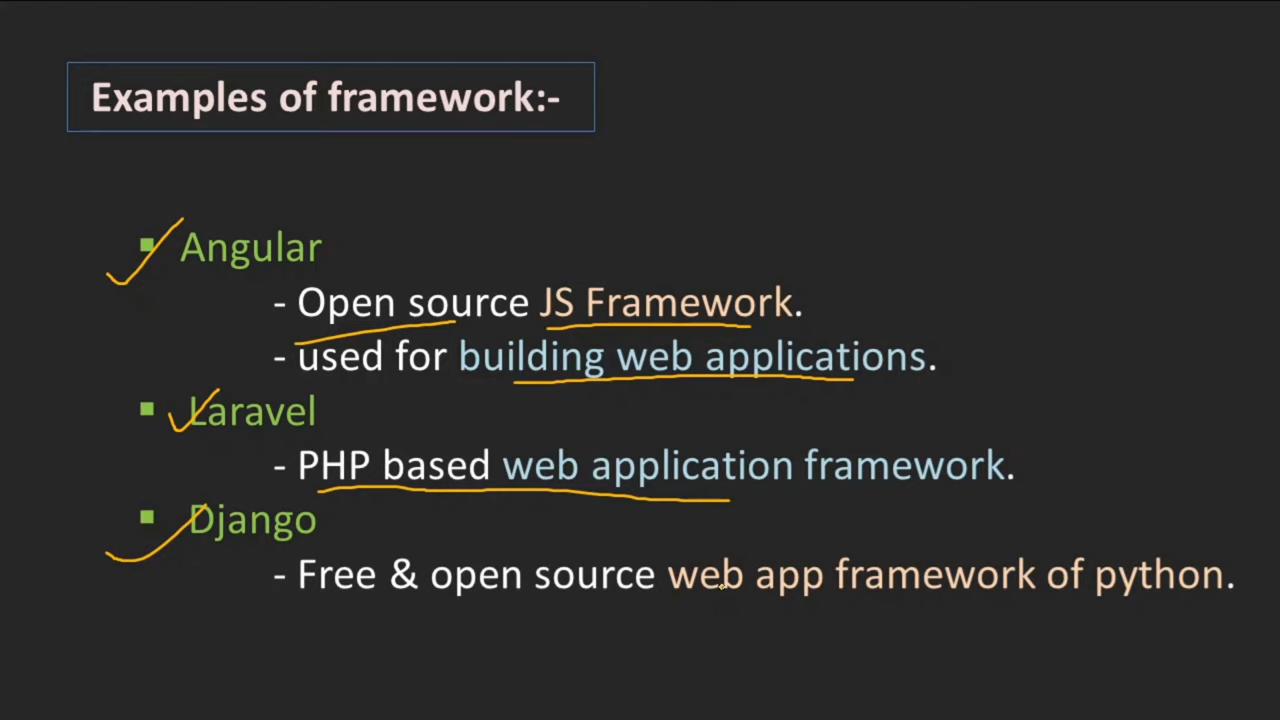 Examples of framework:-
▪ Angular
- Open source JS Framework.
- used for building web applications.
▪ Laravel
- PHP based web application framework.
▪ Django
- Free & open source web app framework of python.